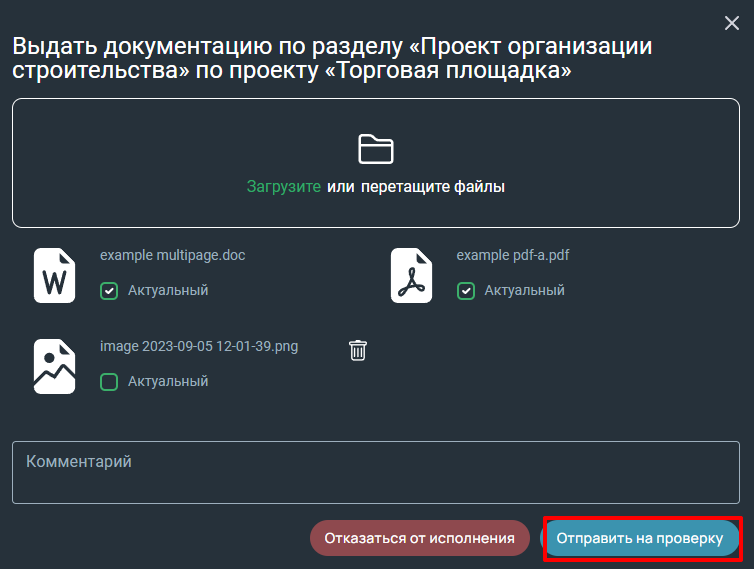 Выдать документацию по разделу «Проект организации
строительства» по проекту «Торговая площадка»
Загрузите или перетащите файлы
W
example multipage.doc
Актуальный
example pdf-a.pdf
Актуальный
image 2023-09-05 12-01-39.png
Актуальный
Комментарий
Отказаться от исполнения
Отправить на проверку